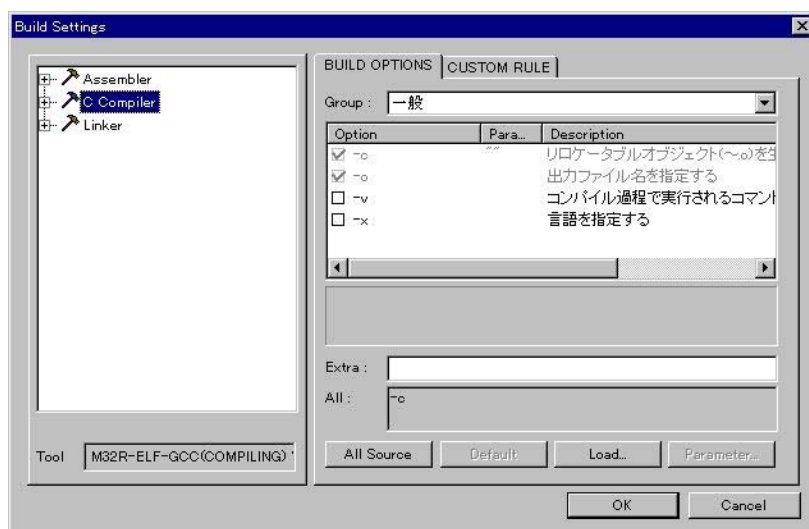 Build Settings
Assembler
C Compiler
Linker
Tool M32R-ELF-GCC(COMPILING)
BUILD OPTIONS CUSTOM RULE
Group : 一般
Option Para... Description
-c "" リロケータブルオブジェクト(～.o)を生
-o 出力ファイル名を指定する
-v コンパイル過程で実行されるコマント
-x 言語を指定する
Extra :
All : -c
All Source Default Load... Parameter...
OK Cancel